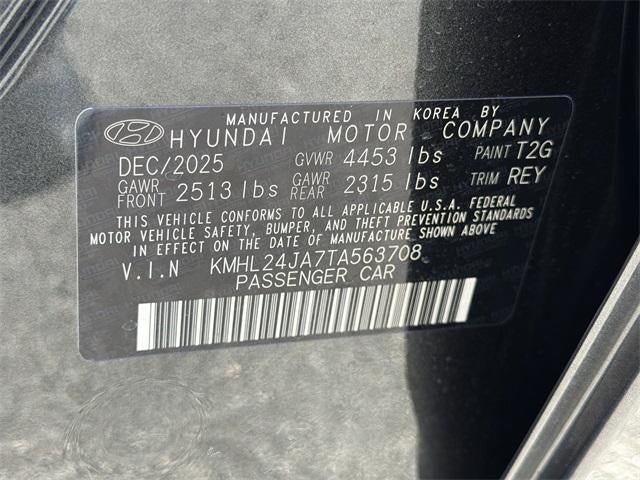 MANUFACTURED IN KOREA BY
HYUNDAI MOTOR COMPANY
DEC/2025 GVWR 4453 lbs PAINT T2G
GAWR FRONT 2513 lbs GAWR REAR 2315 lbs TRIM REY
THIS VEHICLE CONFORMS TO ALL APPLICABLE U.S.A. FEDERAL
MOTOR VEHICLE SAFETY, BUMPER, AND THEFT PREVENTION STANDARDS
IN EFFECT ON THE DATE OF MANUFACTURE SHOWN ABOVE.
V.I.N KMHL24JA7TA563708
PASSENGER CAR